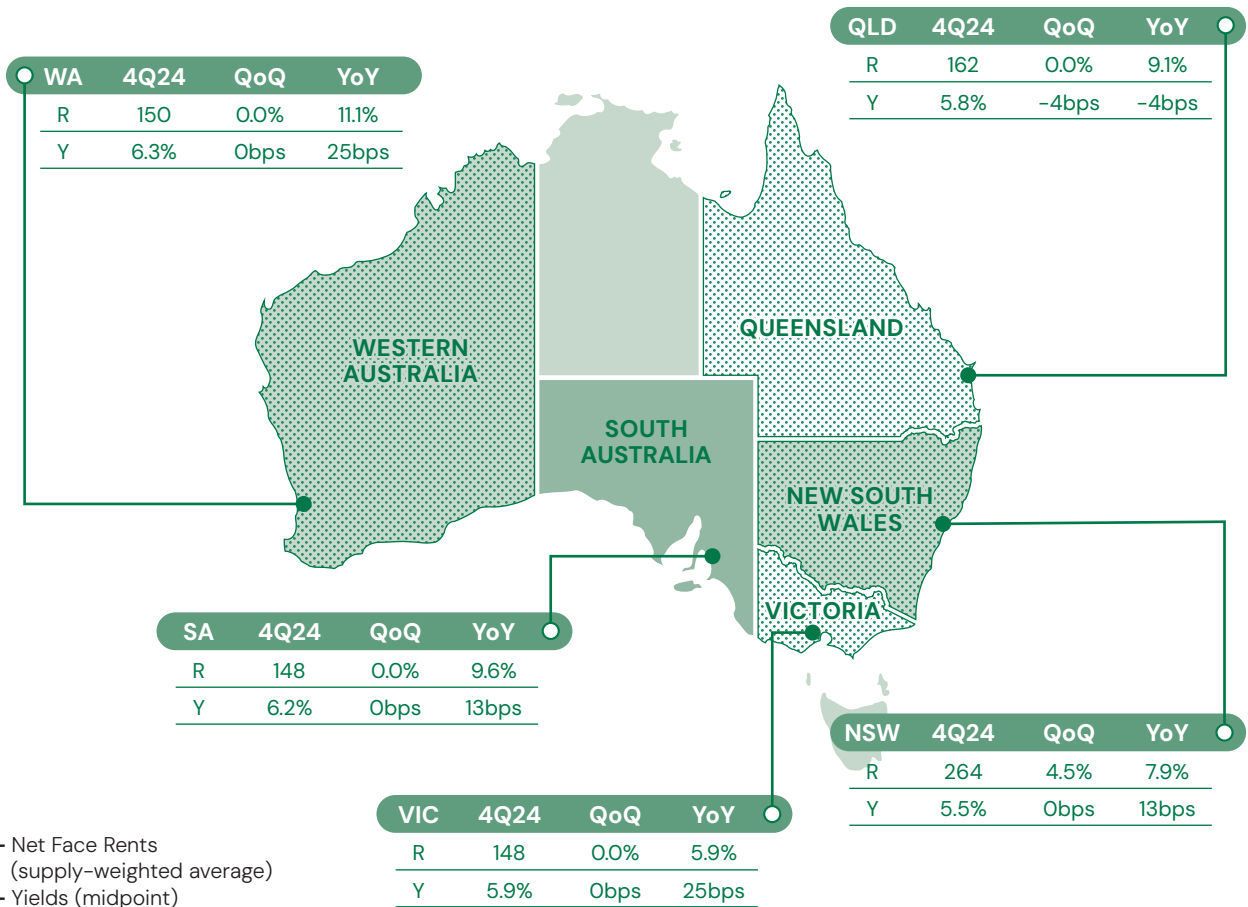 QLD 4Q24 QoQ YoY
R 162 0.0% 9.1%
Y 5.8% -4bps -4bps
WA 4Q24 QoQ YoY
R 150 0.0% 11.1%
Y 6.3% 0bps 25bps
QUEENSLAND
WESTERN
AUSTRALIA
SOUTH
AUSTRALIA
NEW SOUTH
WALES
VICTORIA
SA 4Q24 QoQ YoY
R 148 0.0% 9.6%
Y 6.2% 0bps 13bps
NSW 4Q24 QoQ YoY
R 264 4.5% 7.9%
Y 5.5% 0bps 13bps
VIC 4Q24 QoQ YoY
R 148 0.0% 5.9%
Y 5.9% 0bps 25bps
- Net Face Rents
(supply-weighted average)
- Yields (midpoint)